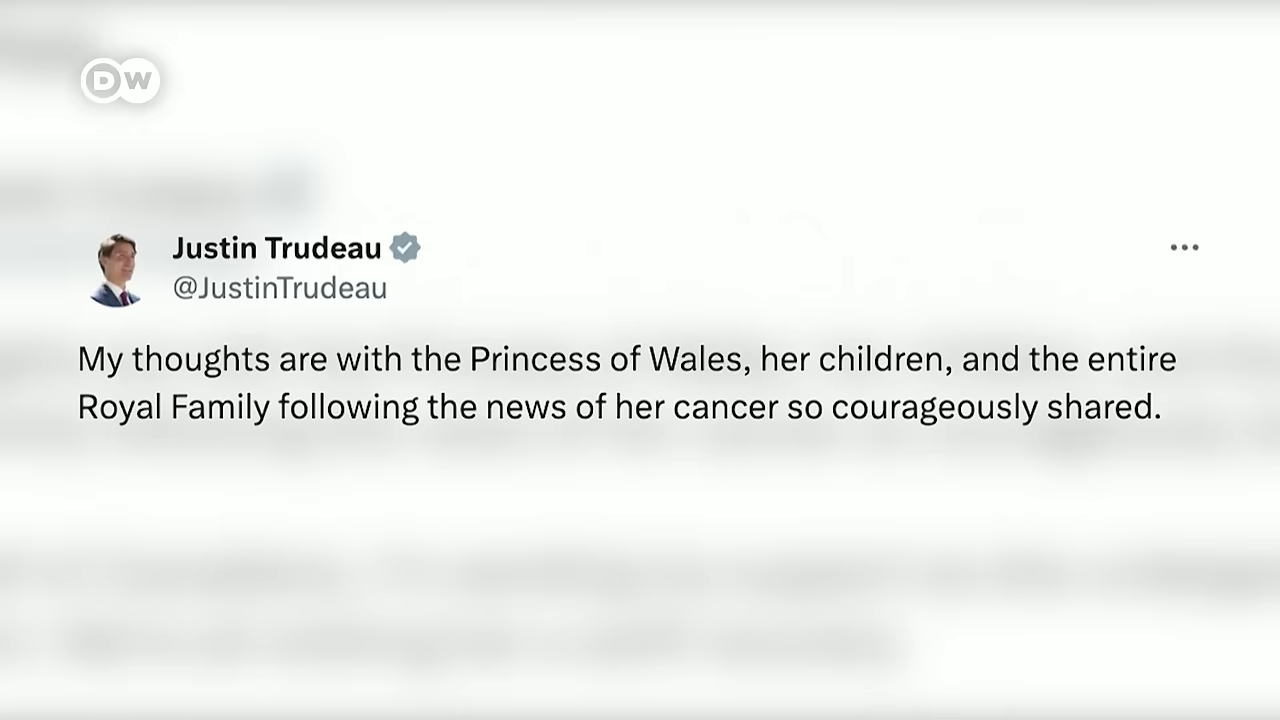 DW
Justin Trudeau
@JustinTrudeau
My thoughts are with the Princess of Wales, her children, and the entire
Royal Family following the news of her cancer so courageously shared.